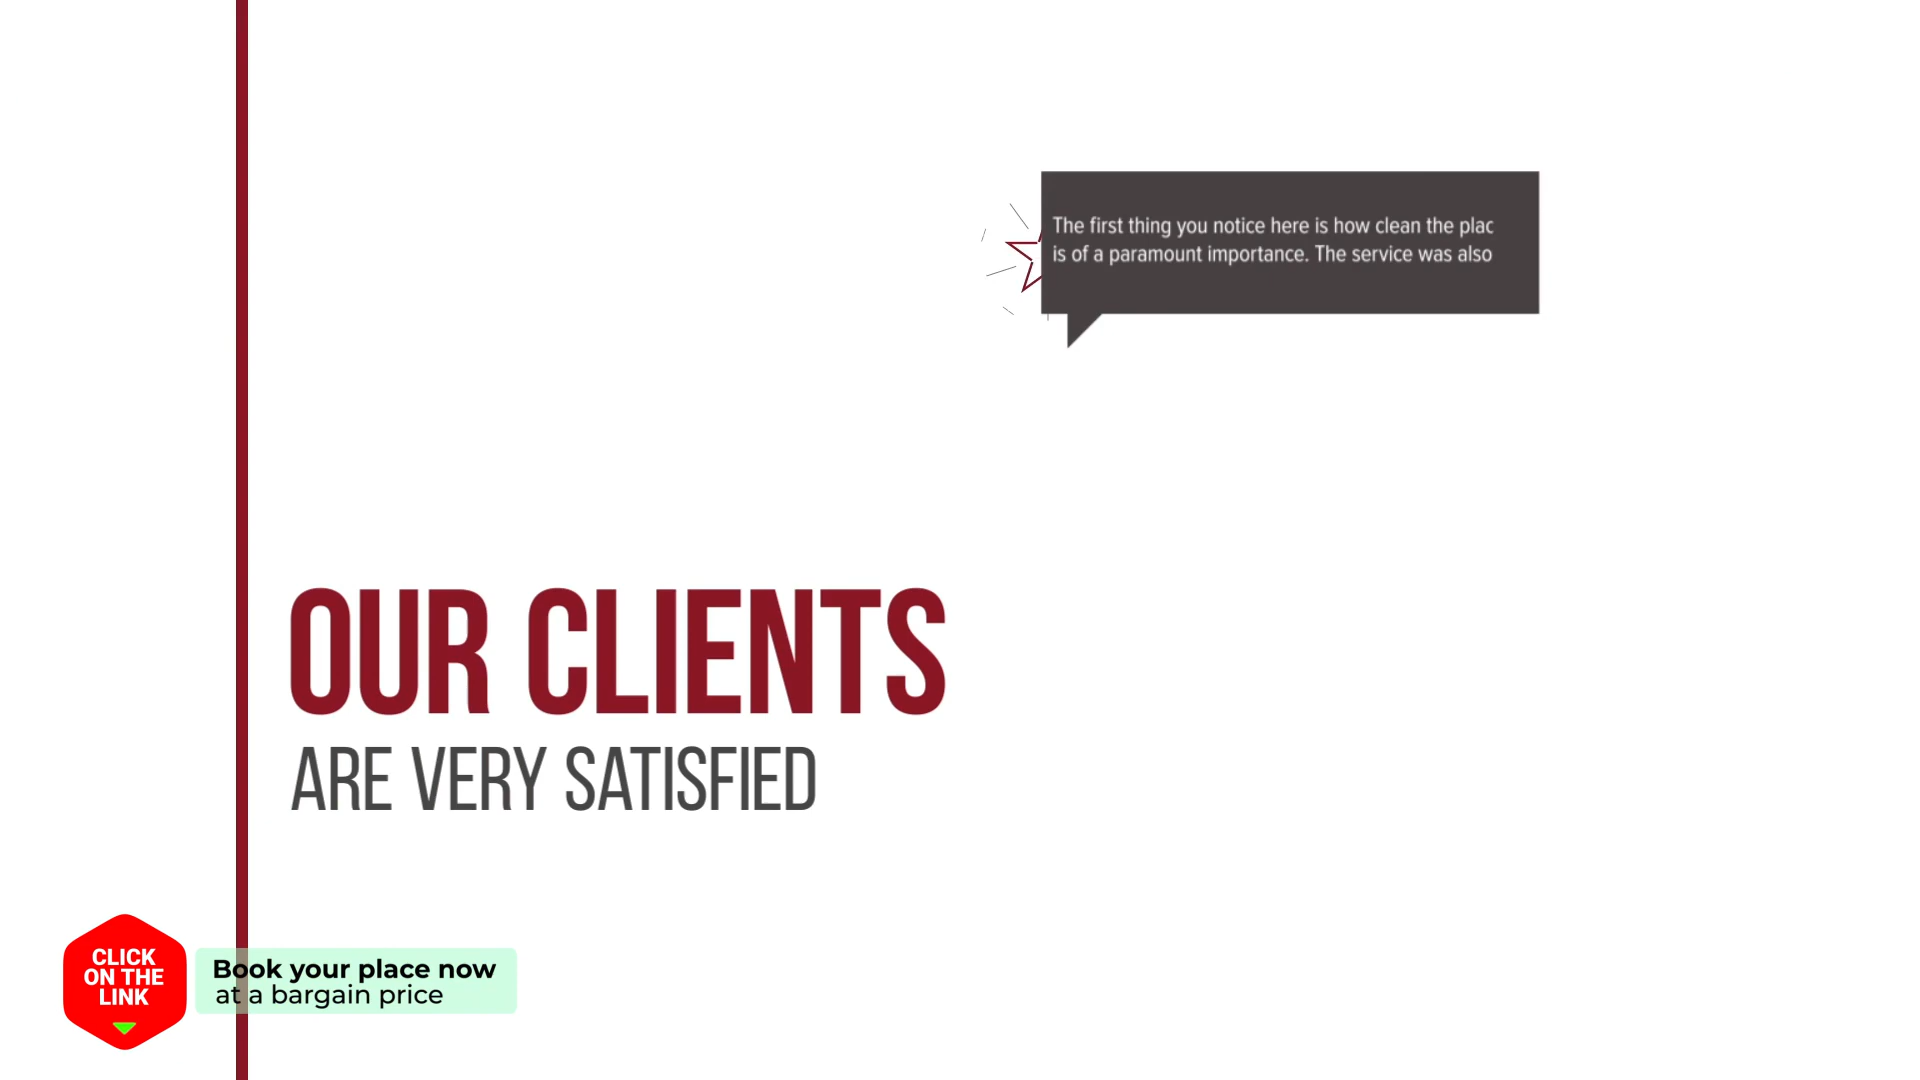 The first thing you notice here is how clean the plac
is of a paramount importance. The service was also
OUR CLIENTS
ARE VERY SATISFIED
CLICK
ON THE
LINK
Book your place now
at a bargain price